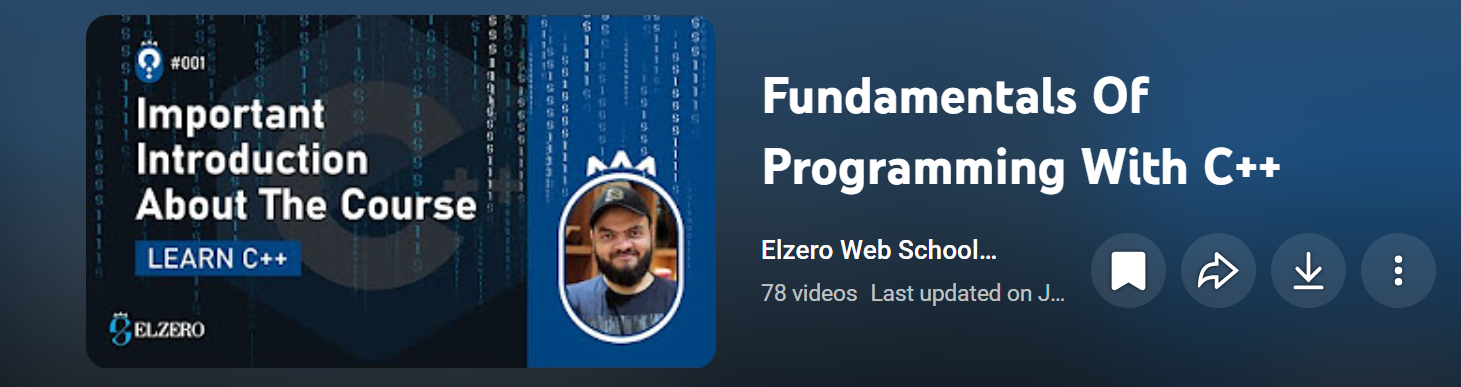 #001
Important
Introduction
About The Course
LEARN C++
ELZERO
Fundamentals Of
Programming With C++
Elzero Web School...
78 videos Last updated on J...